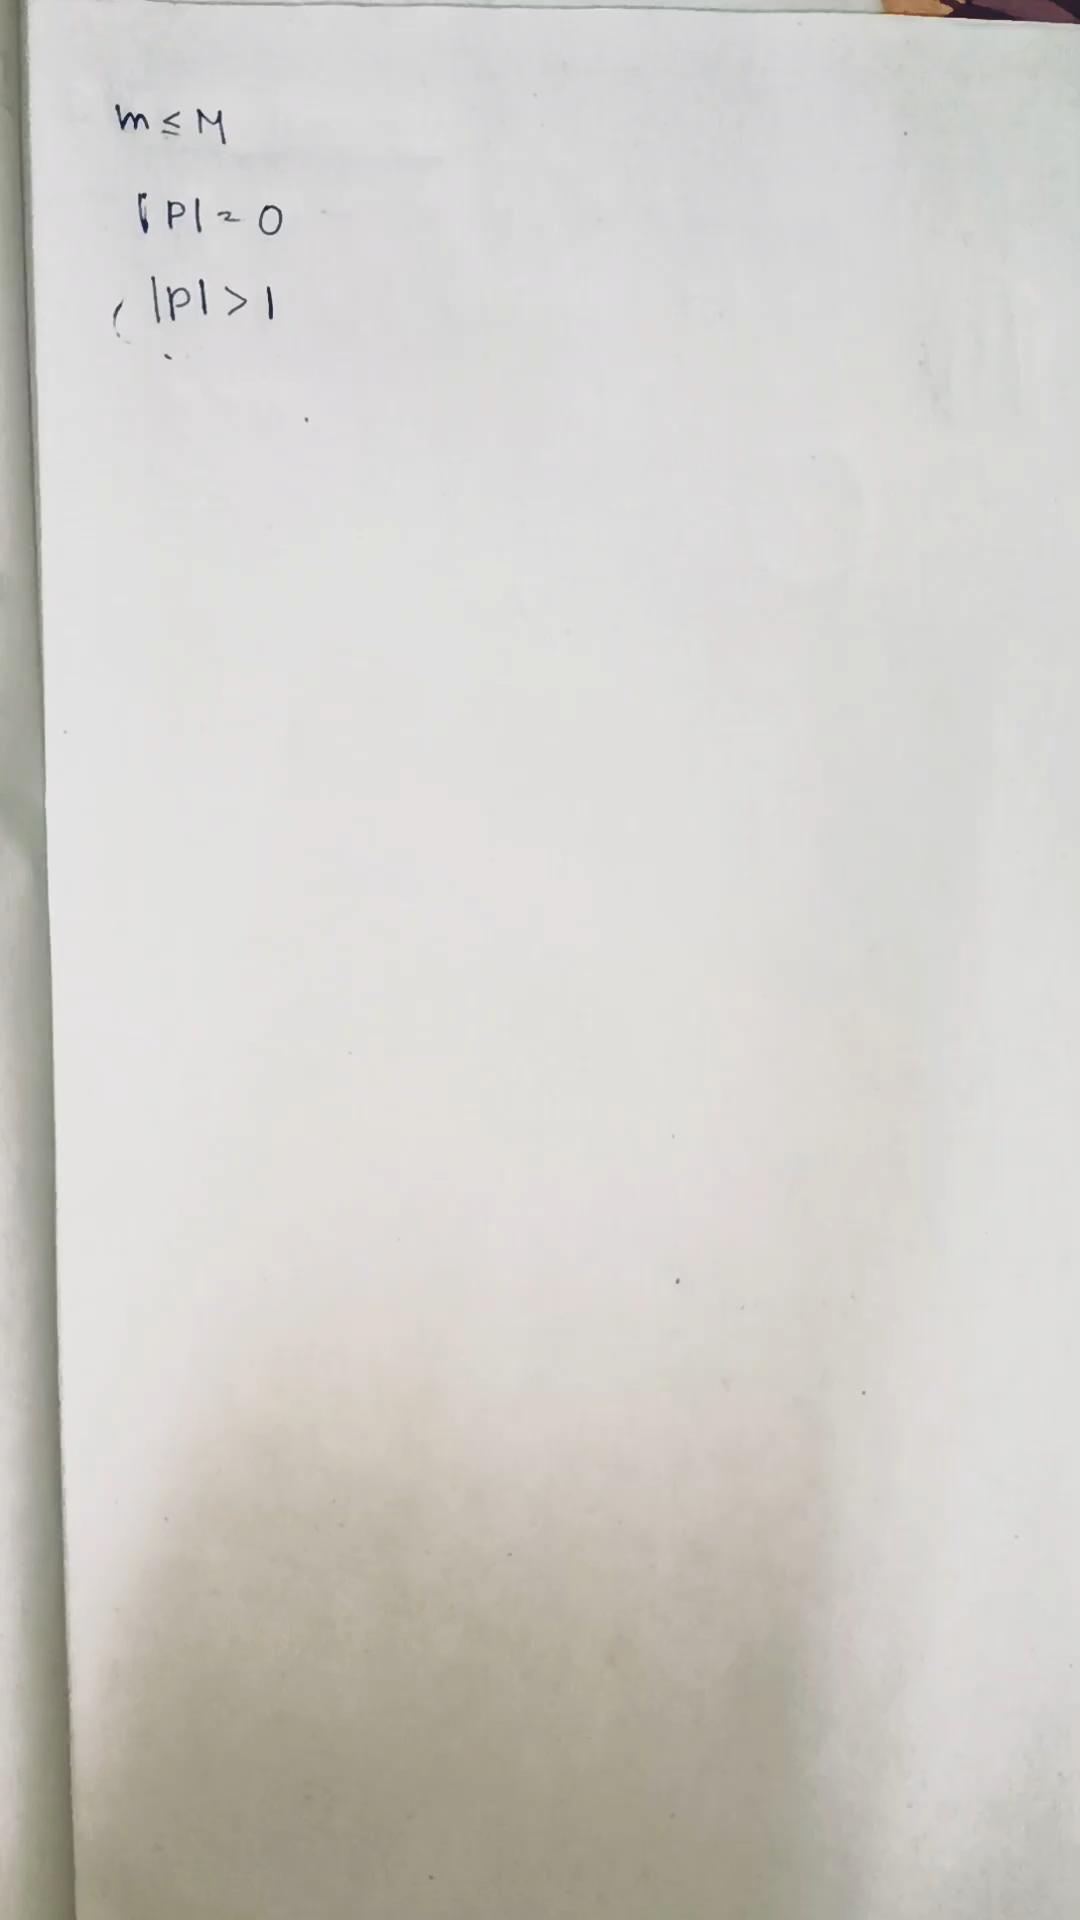 m ≤ M
|P| = 0
|P| > 1